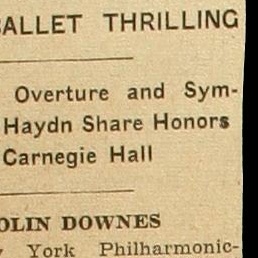 BALLET THRILLING
Overture and Sym-
Haydn Share Honors
Carnegie Hall
OLIN DOWNES
York Philharmonic-